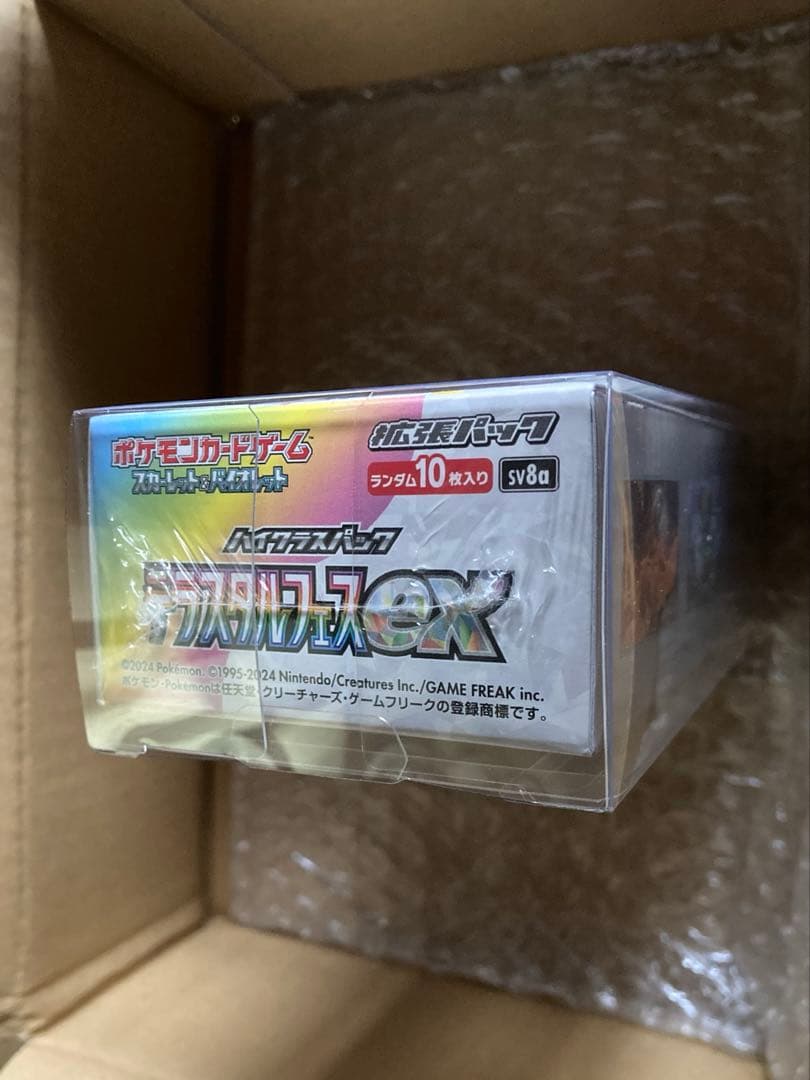 ポケモンカードゲーム
スカーレット&バイオレット
拡張パック
ランダム10枚入り
SV8a
ハイクラスパック
テラスタルフェスex
©2024 Pokémon. ©1995-2024 Nintendo/Creatures Inc./GAME FREAK inc.
ポケモン・Pokémonは任天堂・クリーチャーズ・ゲームフリークの登録商標です。